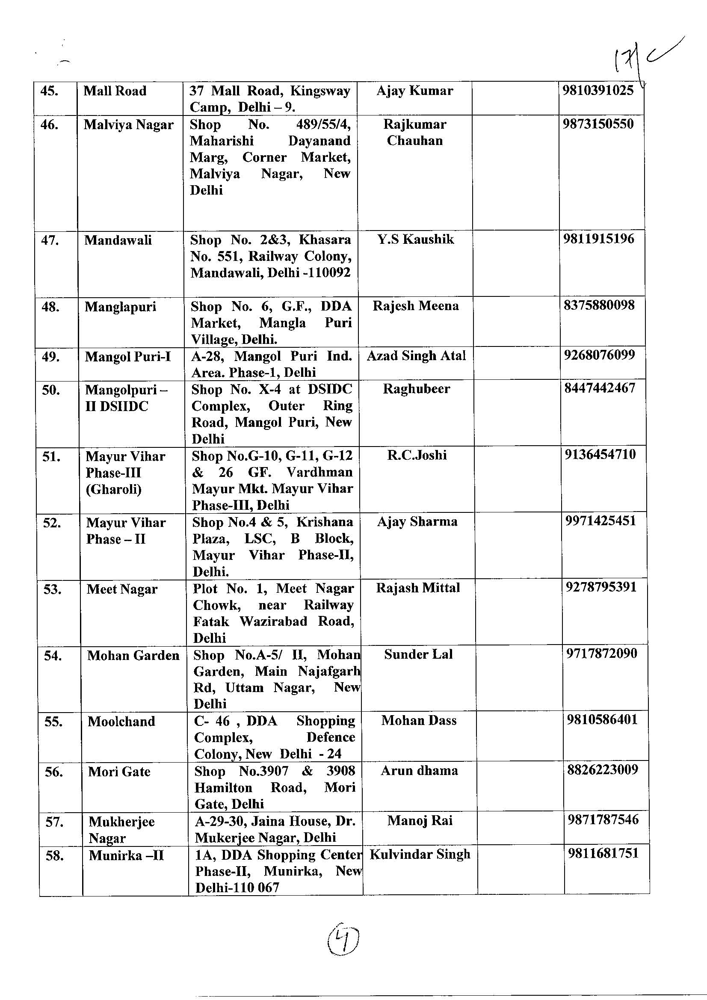 17/C
45. Mall Road 37 Mall Road, Kingsway Ajay Kumar 9810391025
Camp, Delhi – 9.
46. Malviya Nagar Shop No. 489/55/4, Rajkumar 9873150550
Maharishi Dayanand Chauhan
Marg, Corner Market,
Malviya Nagar, New
Delhi
47. Mandawali Shop No. 2&3, Khasara Y.S Kaushik 9811915196
No. 551, Railway Colony,
Mandawali, Delhi -110092
48. Manglapuri Shop No. 6, G.F., DDA Rajesh Meena 8375880098
Market, Mangla Puri
Village, Delhi.
49. Mangol Puri-I A-28, Mangol Puri Ind. Azad Singh Atal 9268076099
Area. Phase-1, Delhi
50. Mangolpuri – Shop No. X-4 at DSIDC Raghubeer 8447442467
II DSIIDC Complex, Outer Ring
Road, Mangol Puri, New
Delhi
51. Mayur Vihar Shop No.G-10, G-11, G-12 R.C.Joshi 9136454710
Phase-III & 26 GF. Vardhman
(Gharoli) Mayur Mkt. Mayur Vihar
Phase-III, Delhi
52. Mayur Vihar Shop No.4 & 5, Krishana Ajay Sharma 9971425451
Phase – II Plaza, LSC, B Block,
Mayur Vihar Phase-II,
Delhi.
53. Meet Nagar Plot No. 1, Meet Nagar Rajash Mittal 9278795391
Chowk, near Railway
Fatak Wazirabad Road,
Delhi
54. Mohan Garden Shop No.A-5/ II, Mohan Sunder Lal 9717872090
Garden, Main Najafgarh
Rd, Uttam Nagar, New
Delhi
55. Moolchand C- 46 , DDA Shopping Mohan Dass 9810586401
Complex, Defence
Colony, New Delhi - 24
56. Mori Gate Shop No.3907 & 3908 Arun dhama 8826223009
Hamilton Road, Mori
Gate, Delhi
57. Mukherjee A-29-30, Jaina House, Dr. Manoj Rai 9871787546
Nagar Mukerjee Nagar, Delhi
58. Munirka –II 1A, DDA Shopping Center Kulvindar Singh 9811681751
Phase-II, Munirka, New
Delhi-110 067
4